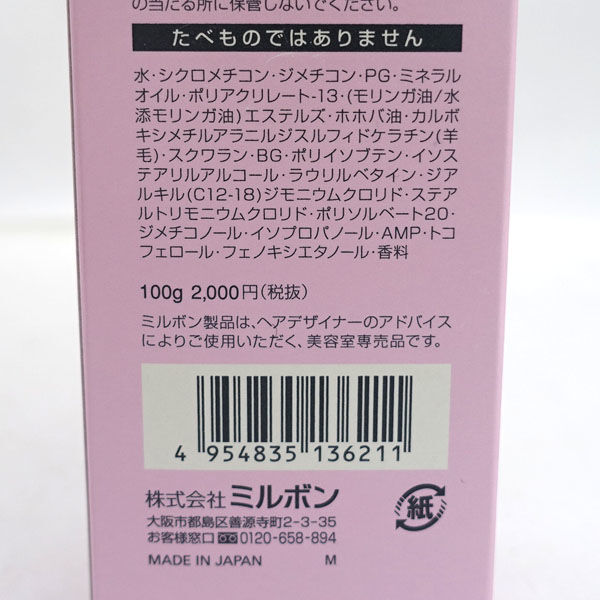 の当たる所に保管しないでください。
たべものではありません
水・シクロメチコン・ジメチコン・PG・ミネラル
オイル・ポリアクリレート-13・(モリンガ油/水
添モリンガ油)エステルズ・ホホバ油・カルボ
キシメチルアラニルジスルフィドケラチン(羊
毛)・スクワラン・BG・ポリイソブテン・イソス
テアリルアルコール・ラウリルベタイン・ジア
ルキル(C12-18)ジモニウムクロリド・ステア
ルトリモニウムクロリド・ポリソルベート20・
ジメチコノール・イソプロパノール・AMP・トコ
フェロール・フェノキシエタノール・香料
100g 2,000円(税抜)
ミルボン製品は、ヘアデザイナーのアドバイス
によりご使用いただく、美容室専売品です。
4 954835 136211
株式会社 ミルボン
大阪市都島区善源寺町2-3-35
お客様窓口 0120-658-894
MADE IN JAPAN M
紙